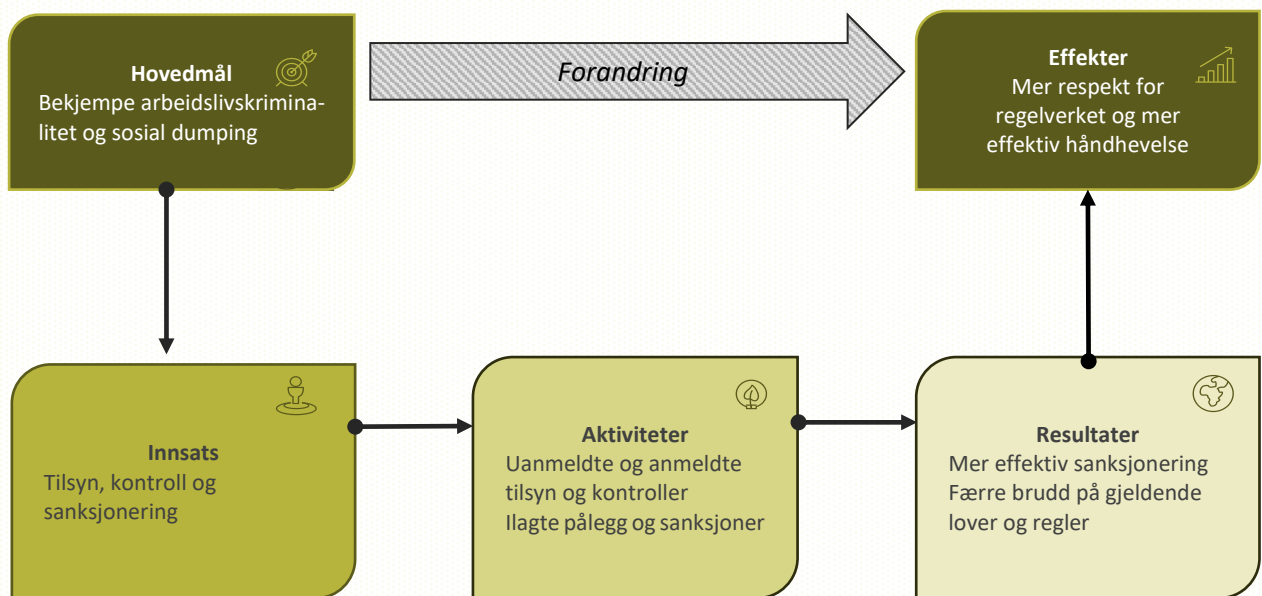 Hovedmål
Bekjempe arbeidslivskrimina-
litet og sosial dumping
Forandring
Effekter
Mer respekt for
regelverket og mer
effektiv håndhevelse
Innsats
Tilsyn, kontroll og
sanksjonering
Aktiviteter
Uanmeldte og anmeldte
tilsyn og kontroller
Ilagte pålegg og sanksjoner
Resultater
Mer effektiv sanksjonering
Færre brudd på gjeldende
lover og regler